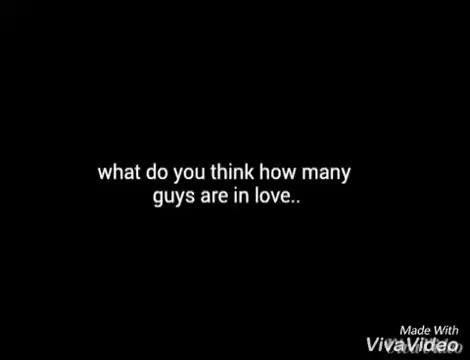 what do you think how many
guys are in love..
Made With
VivaVideo